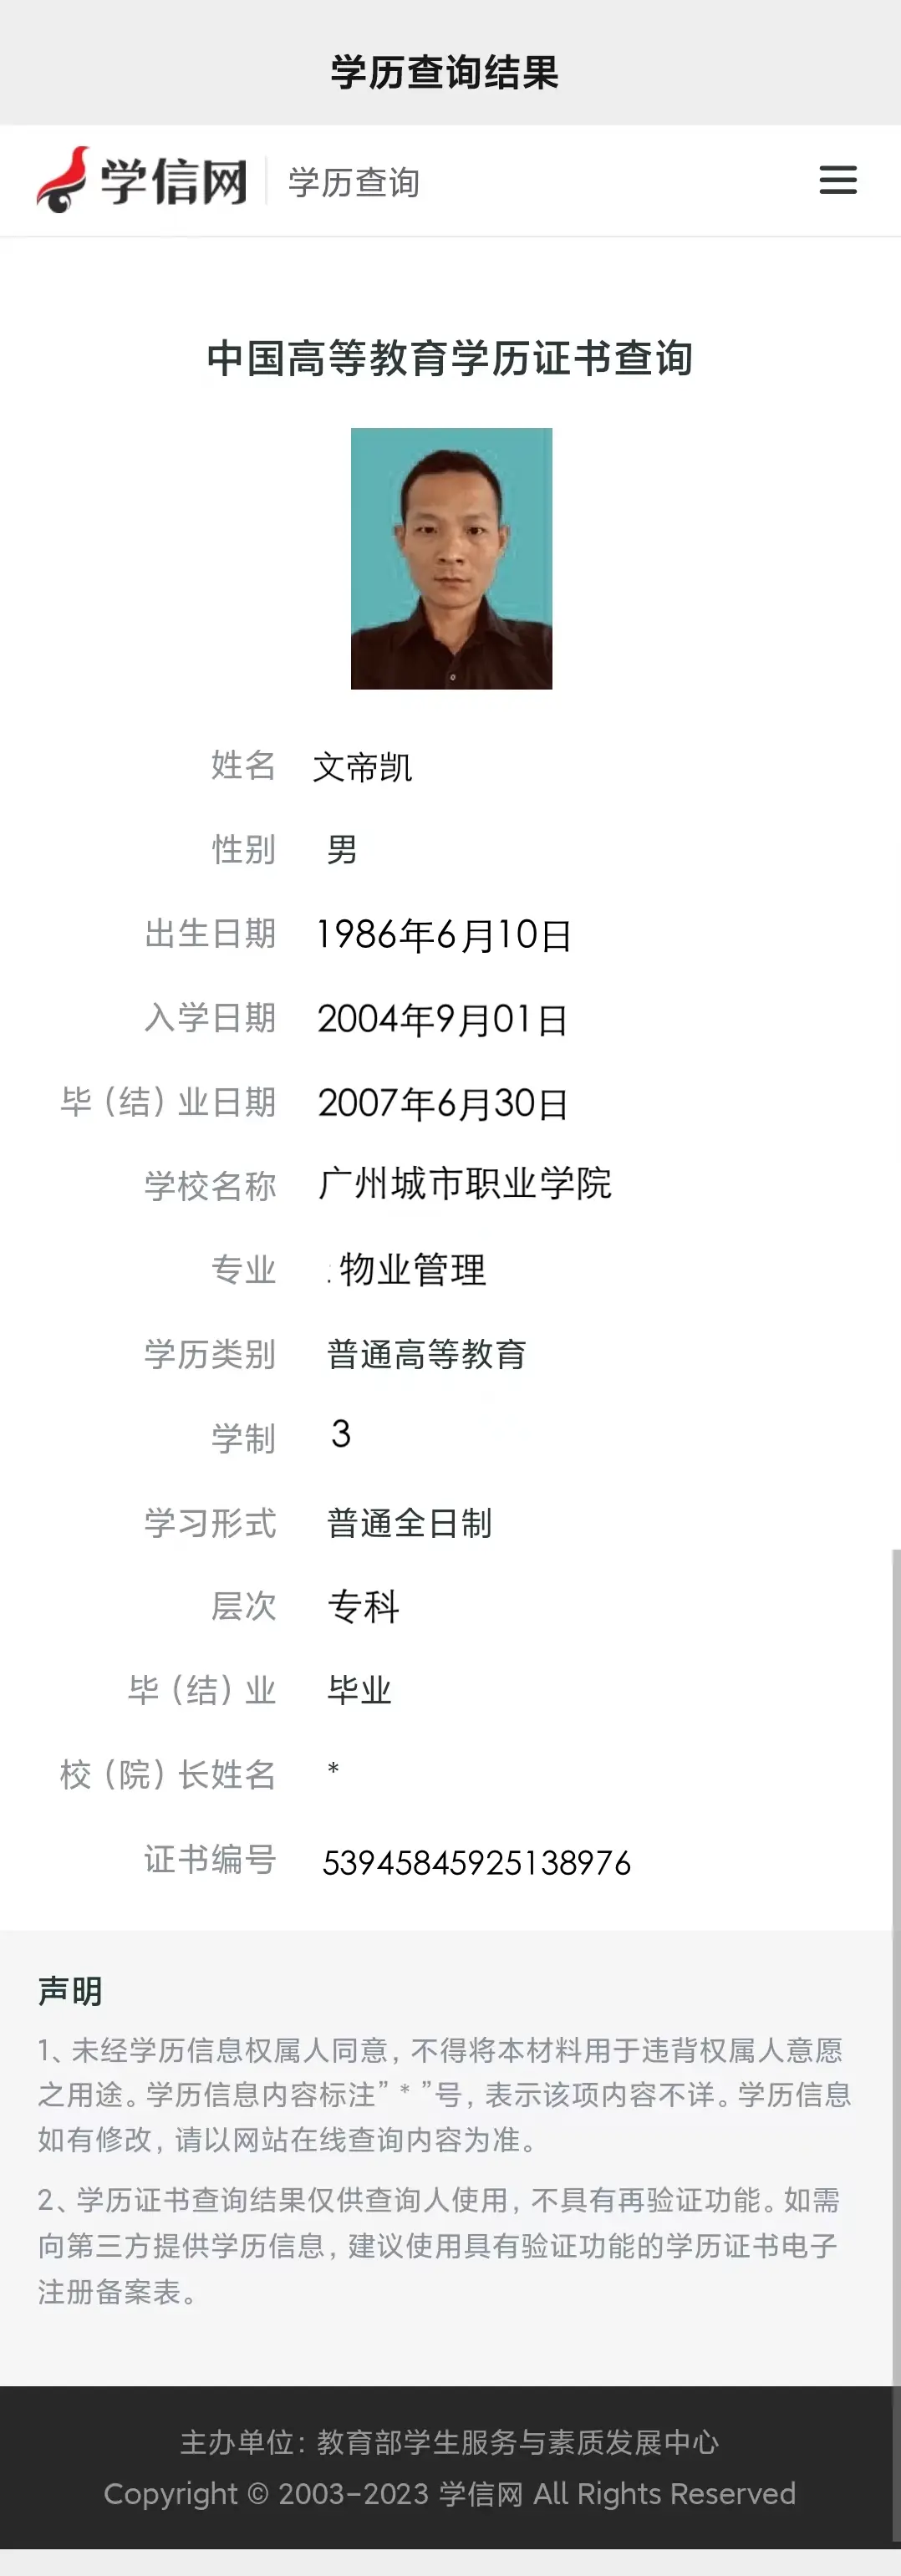 学历查询结果
学信网 学历查询
中国高等教育学历证书查询
姓名 文帝凯
性别 男
出生日期 1986年6月10日
入学日期 2004年9月01日
毕（结）业日期 2007年6月30日
学校名称 广州城市职业学院
专业 物业管理
学历类别 普通高等教育
学制 3
学习形式 普通全日制
层次 专科
毕（结）业 毕业
校（院）长姓名 *
证书编号 53945845925138976
声明
1、未经学历信息权属人同意，不得将本材料用于违背权属人意愿
之用途。学历信息内容标注”*”号，表示该项内容不详。学历信息
如有修改，请以网站在线查询内容为准。
2、学历证书查询结果仅供查询人使用，不具有再验证功能。如需
向第三方提供学历信息，建议使用具有验证功能的学历证书电子
注册备案表。
主办单位：教育部学生服务与素质发展中心
Copyright © 2003-2023 学信网 All Rights Reserved